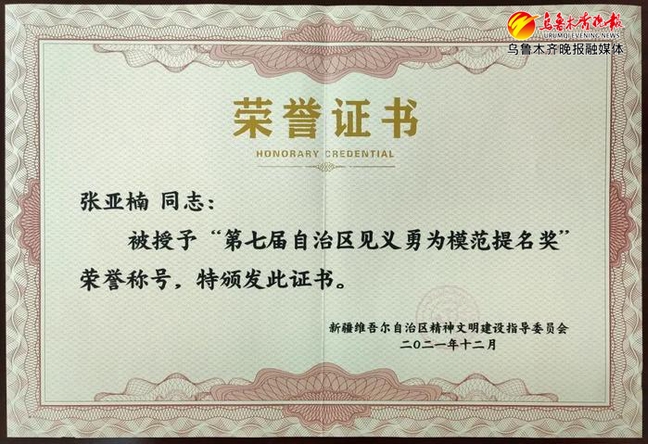 乌鲁木齐晚报
URUMQI EVENING NEWS
乌鲁木齐晚报融媒体
荣誉证书
HONORARY CREDENTIAL
张亚楠 同志：
被授予“第七届自治区见义勇为模范提名奖”
荣誉称号，特颁发此证书。
新疆维吾尔自治区精神文明建设指导委员会
二〇二一年十二月